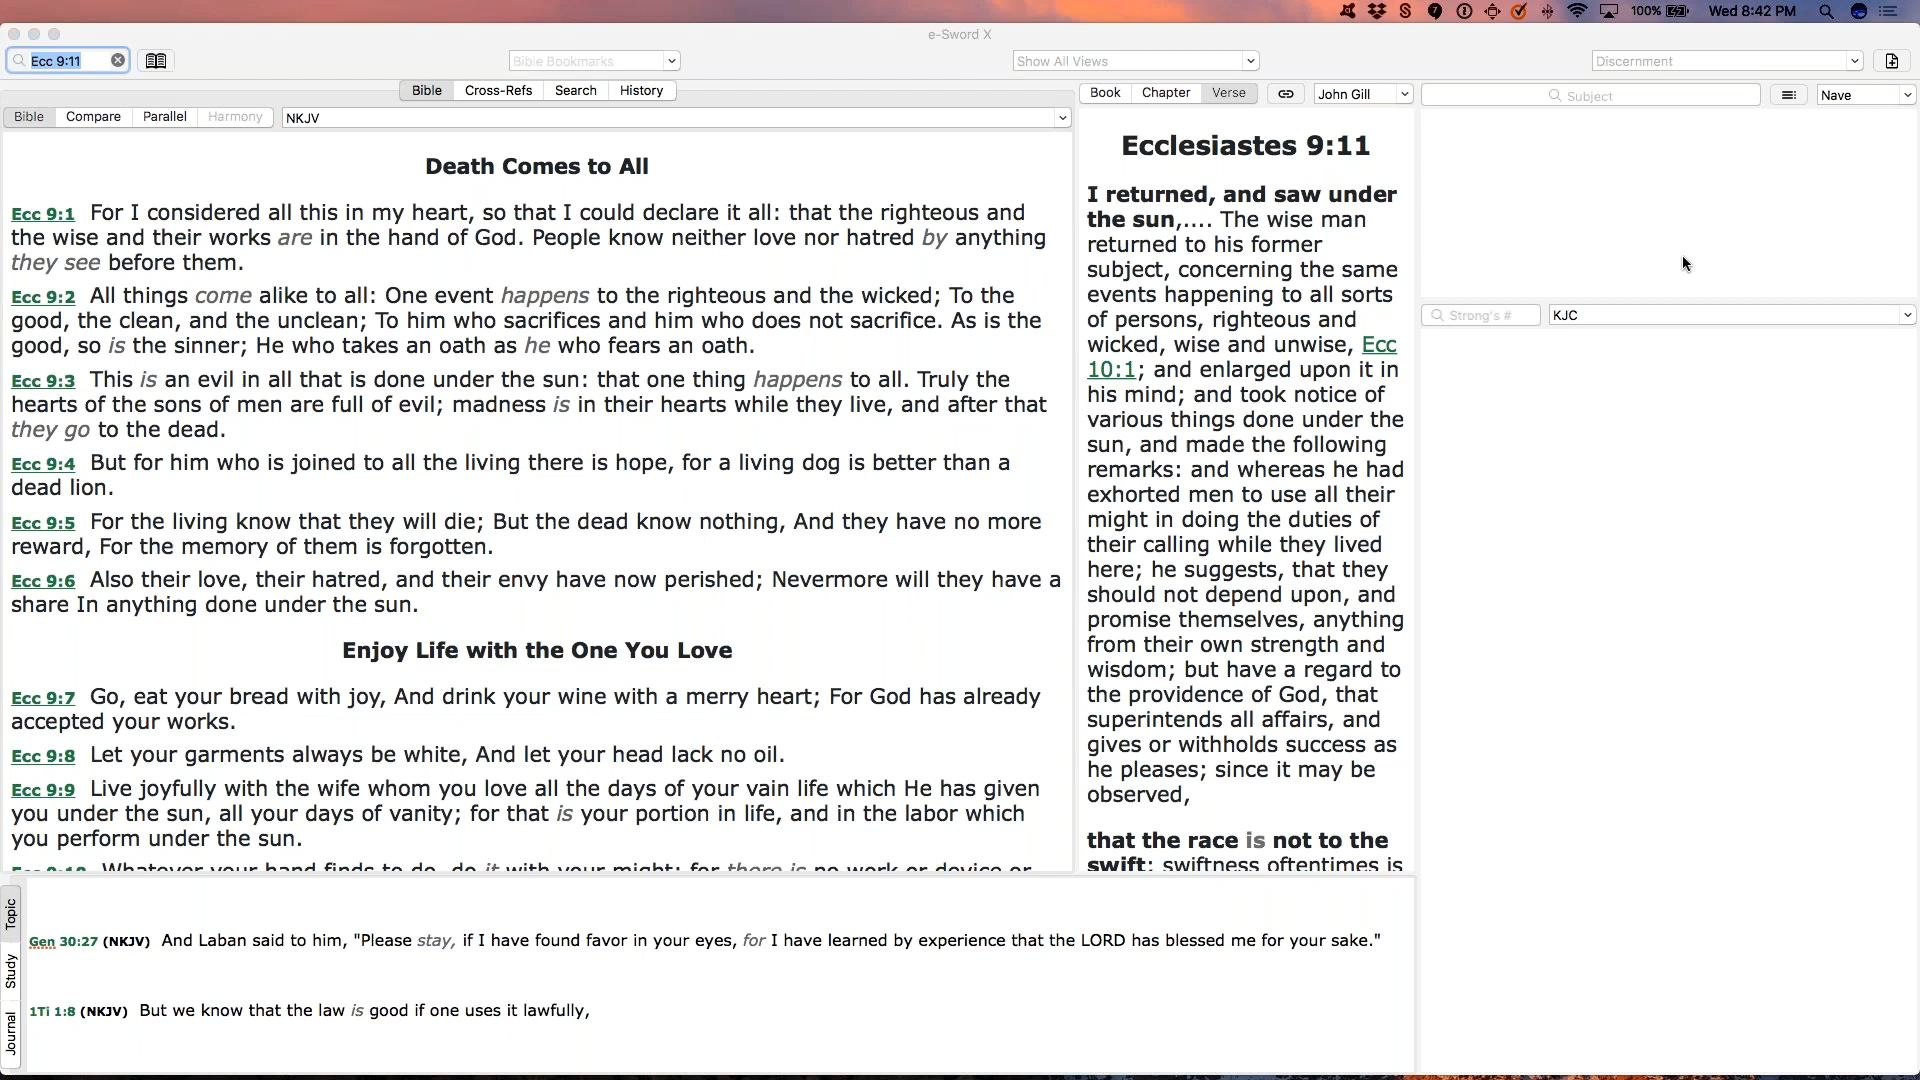 100% Wed 8:42 PM
e-Sword X
Ecc 9:11
Bible Bookmarks
Show All Views
Discernment
Bible Cross-Refs Search History
Book Chapter Verse John Gill
Subject Nave
Bible Compare Parallel Harmony NKJV
Death Comes to All
Ecc 9:1 For I considered all this in my heart, so that I could declare it all: that the righteous and
the wise and their works are in the hand of God. People know neither love nor hatred by anything
they see before them.
Ecc 9:2 All things come alike to all: One event happens to the righteous and the wicked; To the
good, the clean, and the unclean; To him who sacrifices and him who does not sacrifice. As is the
good, so is the sinner; He who takes an oath as he who fears an oath.
Ecc 9:3 This is an evil in all that is done under the sun: that one thing happens to all. Truly the
hearts of the sons of men are full of evil; madness is in their hearts while they live, and after that
they go to the dead.
Ecc 9:4 But for him who is joined to all the living there is hope, for a living dog is better than a
dead lion.
Ecc 9:5 For the living know that they will die; But the dead know nothing, And they have no more
reward, For the memory of them is forgotten.
Ecc 9:6 Also their love, their hatred, and their envy have now perished; Nevermore will they have a
share In anything done under the sun.
Enjoy Life with the One You Love
Ecc 9:7 Go, eat your bread with joy, And drink your wine with a merry heart; For God has already
accepted your works.
Ecc 9:8 Let your garments always be white, And let your head lack no oil.
Ecc 9:9 Live joyfully with the wife whom you love all the days of your vain life which He has given
you under the sun, all your days of vanity; for that is your portion in life, and in the labor which
you perform under the sun.
Ecc 9:10 Whatever your hand finds to do, do it with your might; for there is no work or device or
Ecclesiastes 9:11
I returned, and saw under
the sun,.... The wise man
returned to his former
subject, concerning the same
events happening to all sorts
of persons, righteous and
wicked, wise and unwise, Ecc
10:1; and enlarged upon it in
his mind; and took notice of
various things done under the
sun, and made the following
remarks: and whereas he had
exhorted men to use all their
might in doing the duties of
their calling while they lived
here; he suggests, that they
should not depend upon, and
promise themselves, anything
from their own strength and
wisdom; but have a regard to
the providence of God, that
superintends all affairs, and
gives or withholds success as
he pleases; since it may be
observed,
that the race is not to the
swift: swiftness oftentimes is
Strong's # KJC
Topic
Study
Journal
Gen 30:27 (NKJV) And Laban said to him, "Please stay, if I have found favor in your eyes, for I have learned by experience that the LORD has blessed me for your sake."
1Ti 1:8 (NKJV) But we know that the law is good if one uses it lawfully,